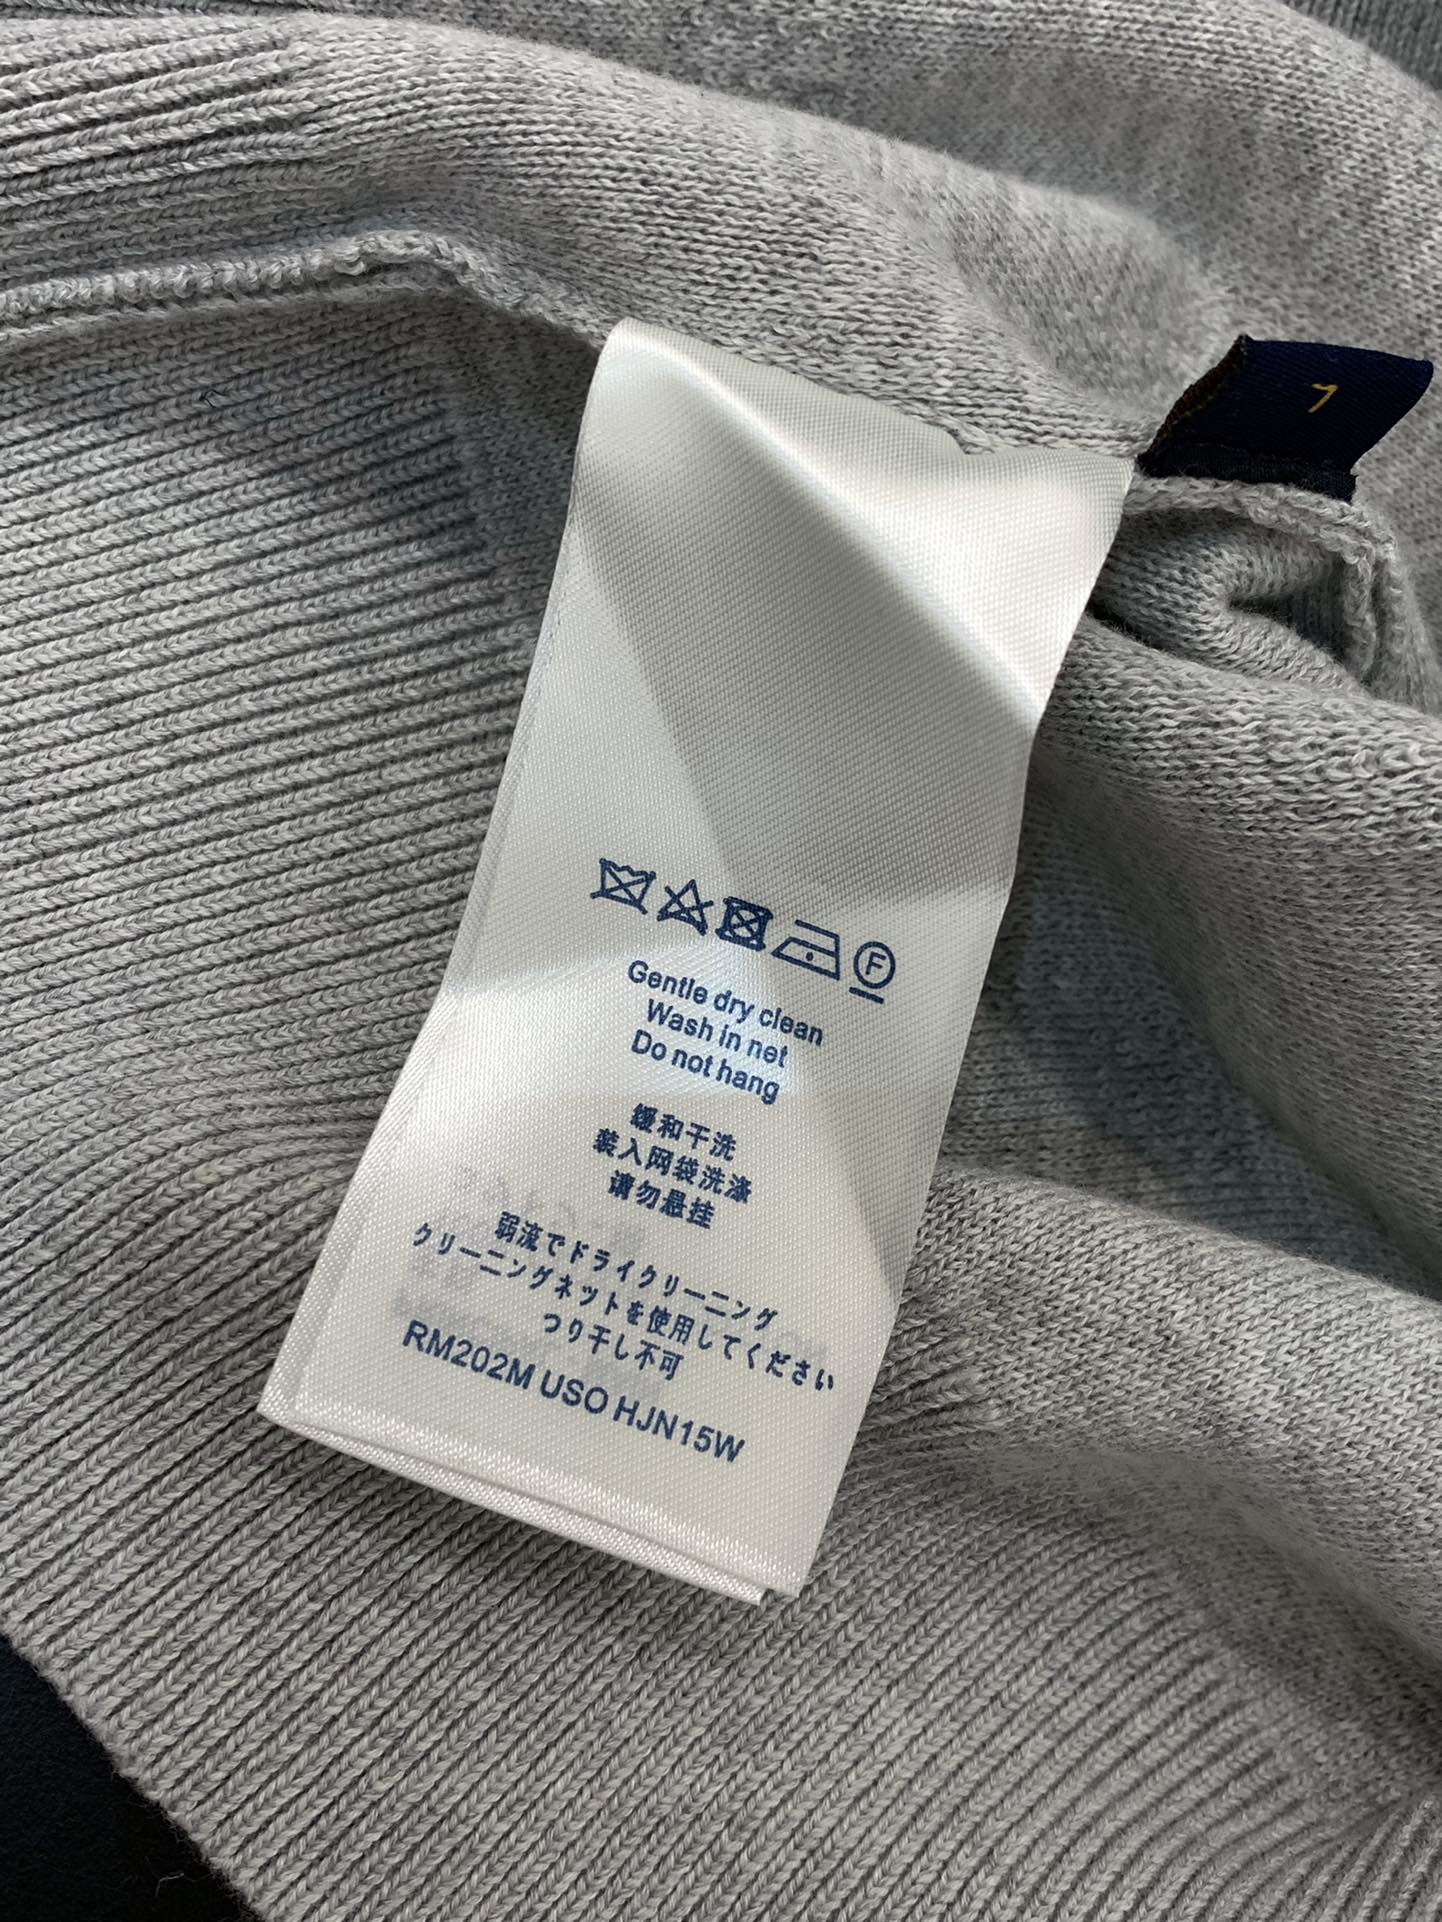 F
Gentle dry clean
Wash in net
Do not hang
缓和干洗
装入网袋洗涤
请勿悬挂
弱流でドライクリーニング
クリーニングネットを使用してください
つり干し不可
RM202M USO HJN15W